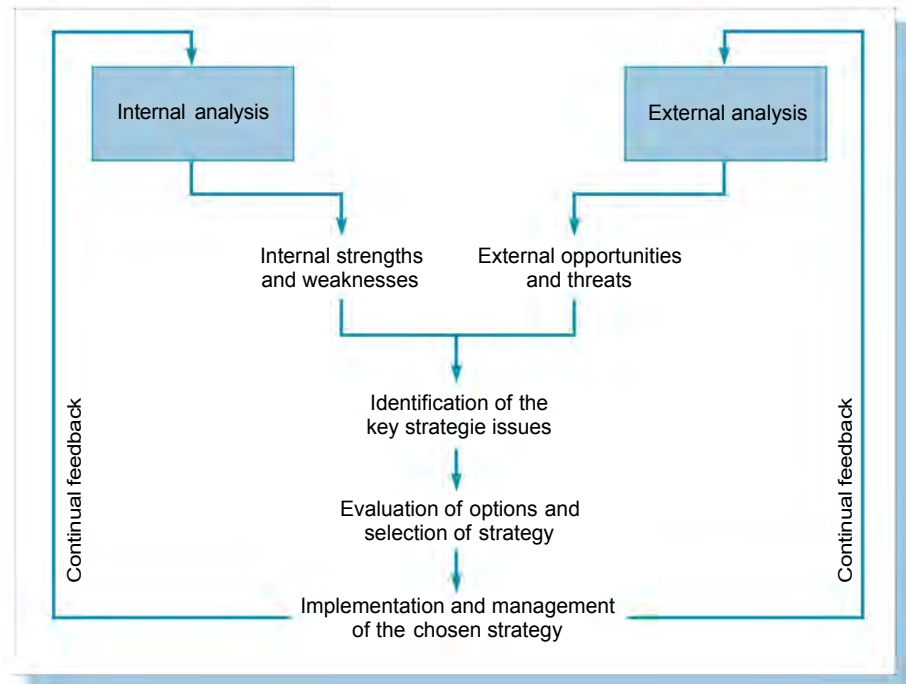 Internal analysis
External analysis
Internal strengths
and weaknesses
External opportunities
and threats
Identification of the
key strategie issues
Evaluation of options and
selection of strategy
Implementation and management
of the chosen strategy
Continual feedback
Continual feedback